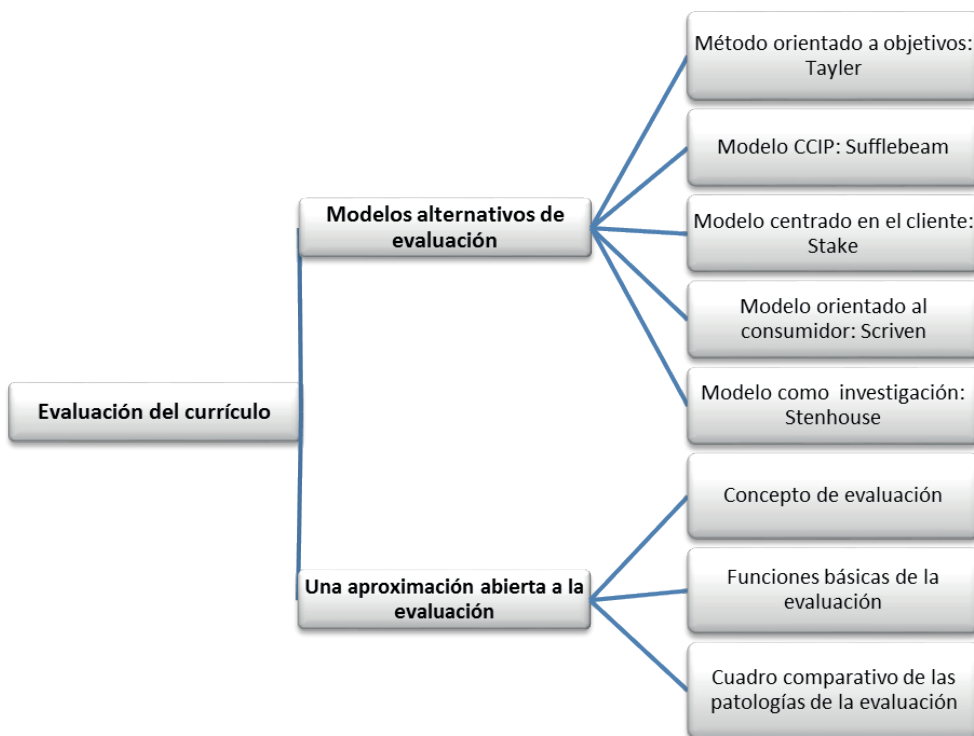 Método orientado a objetivos:
Tayler
Modelo CCIP: Sufflebeam
Modelos alternativos de
evaluación
Modelo centrado en el cliente:
Stake
Modelo orientado al
consumidor: Scriven
Modelo como investigación:
Stenhouse
Evaluación del currículo
Concepto de evaluación
Una aproximación abierta a la
evaluación
Funciones básicas de la
evaluación
Cuadro comparativo de las
patologías de la evaluación